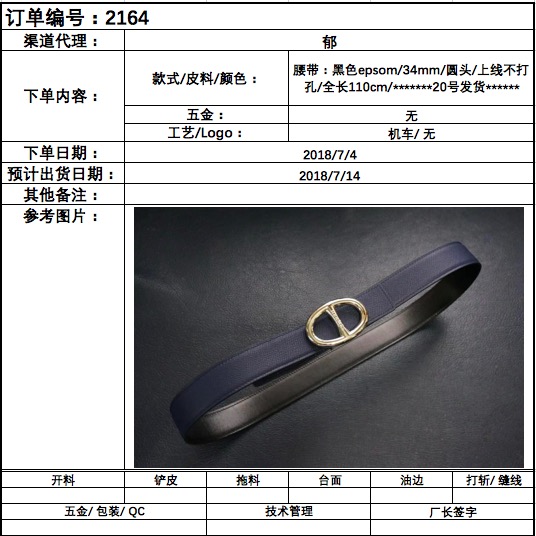 订单编号：2164
渠道代理： 郁
下单内容：
款式/皮料/颜色： 腰带：黑色epsom/34mm/圆头/上线不打
孔/全长110cm/*******20号发货******
五金： 无
工艺/Logo： 机车/ 无
下单日期： 2018/7/4
预计出货日期： 2018/7/14
其他备注：
参考图片：
开料 铲皮 拖料 台面 油边 打斩/ 缝线
五金/ 包装/ QC 技术管理 厂长签字